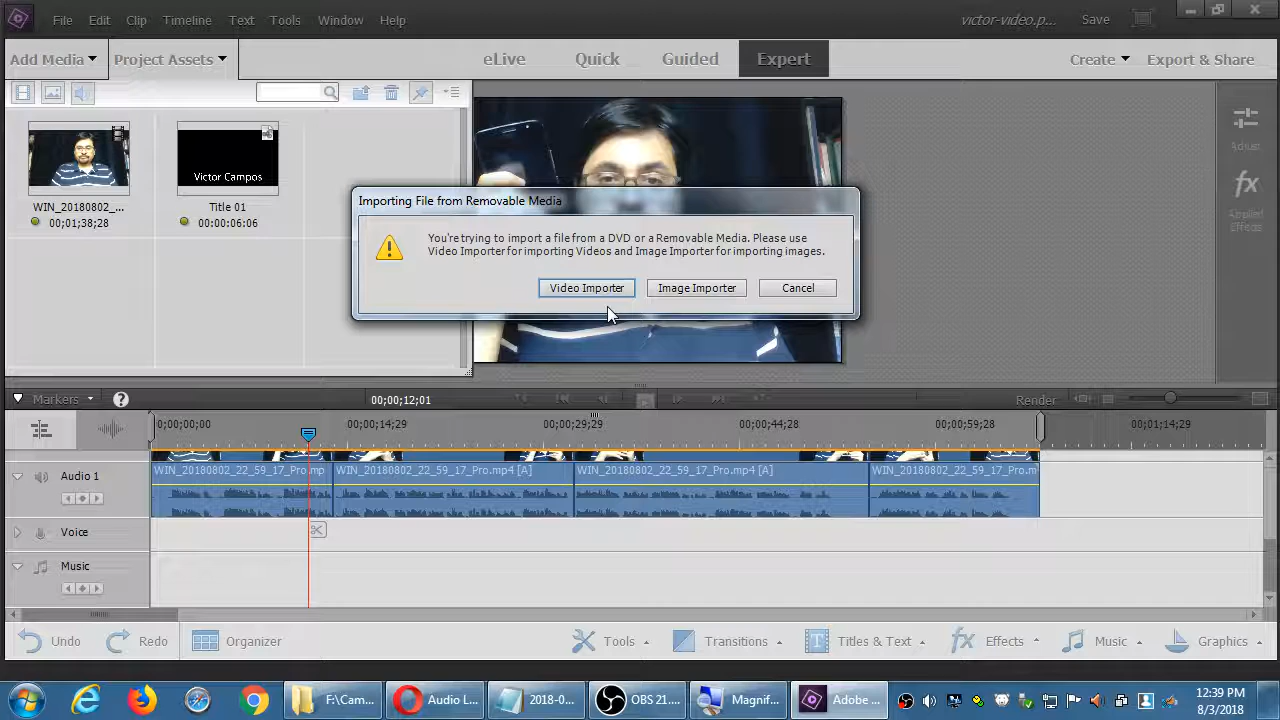 File Edit Clip Timeline Text Tools Window Help victor-video.p... Save
Add Media Project Assets eLive Quick Guided Expert Create Export & Share
Adjust
Applied
Effects
Victor Campos
WIN_20180802_... Title 01
00;01;38;28 00:00:06:06
Importing File from Removable Media
You're trying to import a file from a DVD or a Removable Media. Please use
Video Importer for importing Videos and Image Importer for importing images.
Video Importer Image Importer Cancel
Markers 00;00;12;01 Render
0;00;00;00 00;00;14;29 00;00;29;29 00;00;44;28 00;00;59;28 00;01;14;29
WIN_20180802_22_59_17_Pro.mp WIN_20180802_22_59_17_Pro.mp4 [A] WIN_20180802_22_59_17_Pro.mp4 [A] WIN_20180802_22_59_17_Pro.m
Audio 1
Voice
Music
Undo Redo Organizer Tools Transitions Titles & Text Effects Music Graphics
F:\Cam... Audio L... 2018-0... OBS 21.... Magnif... Adobe ...
12:39 PM
8/3/2018